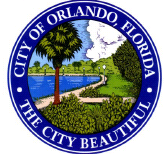 CITY OF ORLANDO, FLORIDA
THE CITY BEAUTIFUL